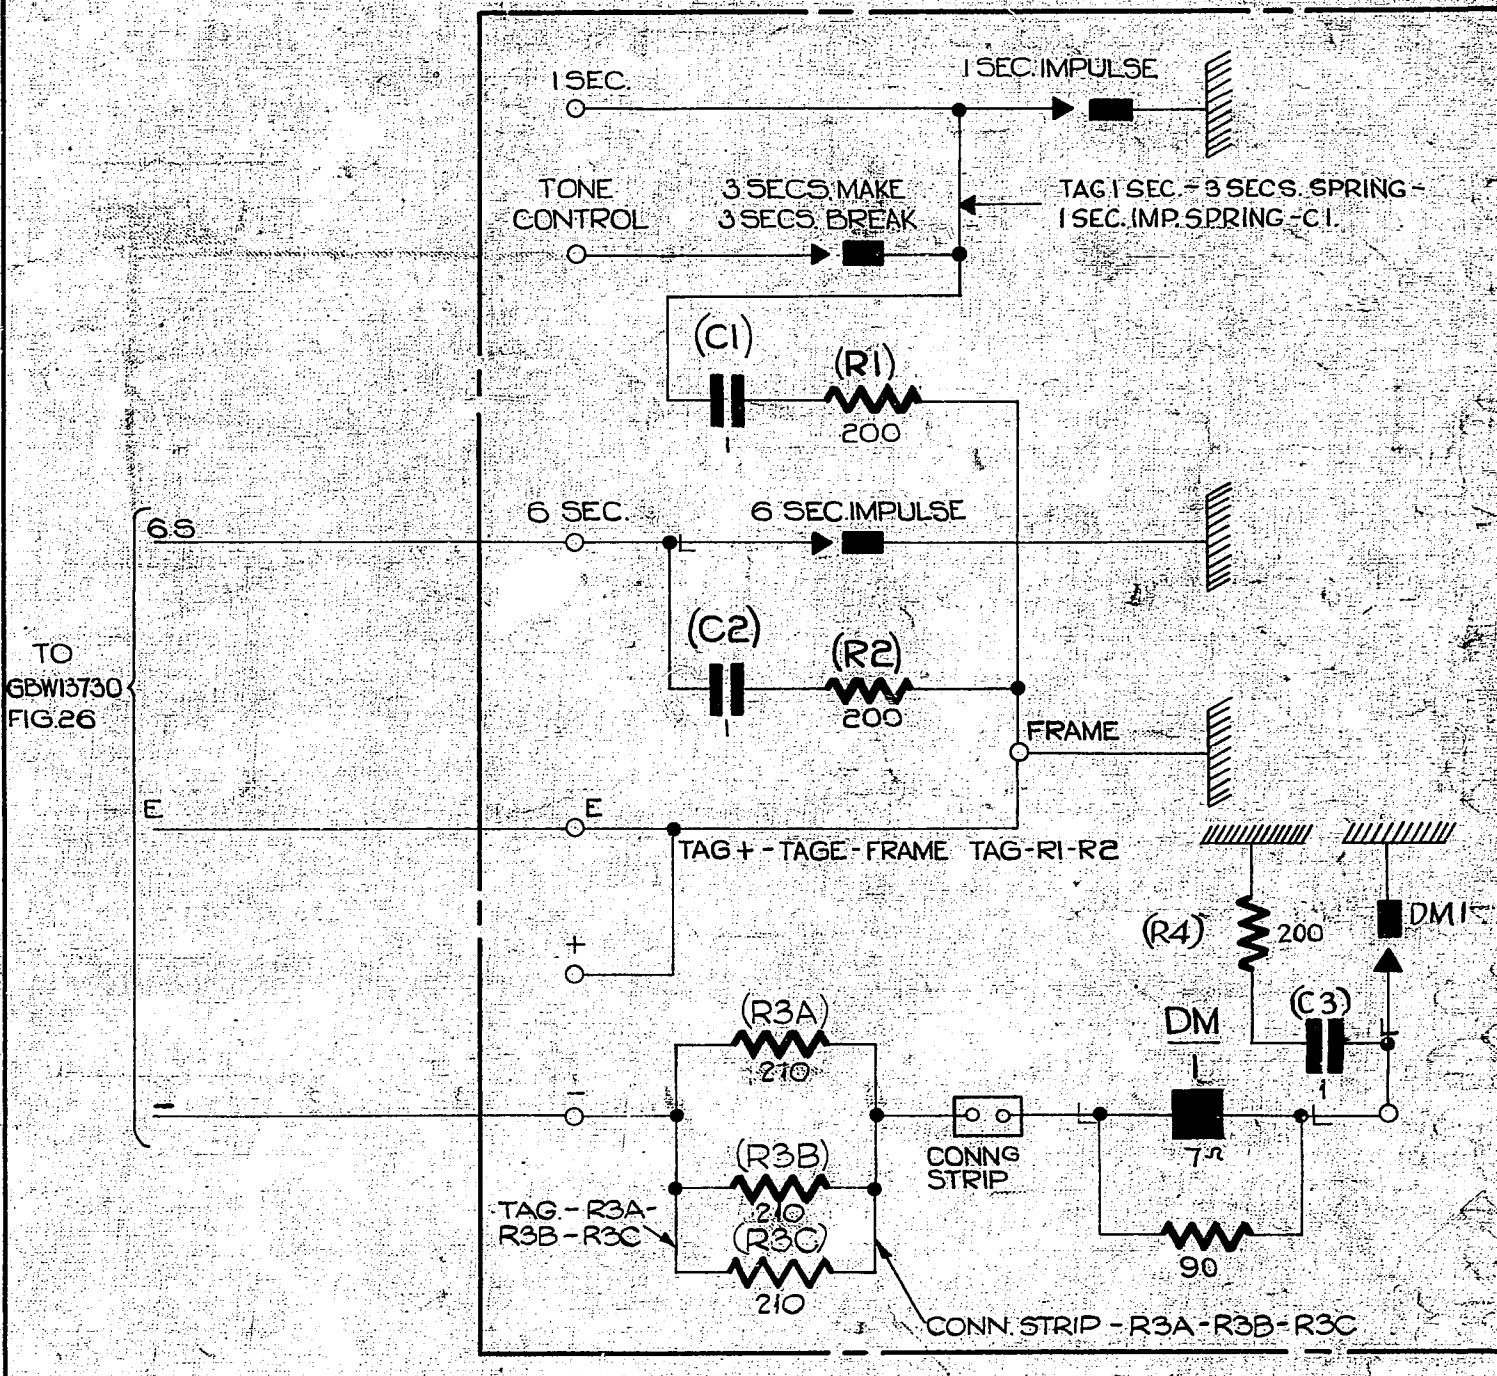 1 SEC.
1 SEC. IMPULSE
TONE
CONTROL
3 SECS. MAKE
3 SECS. BREAK
TAG 1 SEC - 3 SECS. SPRING -
1 SEC. IMP. SPRING - C1.
(C1)
1
(R1)
200
6.S
6 SEC.
6 SEC. IMPULSE
(C2)
1
(R2)
200
TO
GBW13730
FIG.26
FRAME
E
E
TAG + - TAG E - FRAME TAG - R1 - R2
+
(R4)
200
DM1
(C3)
1
(R3A)
210
DM
1
7Ω
-
-
CONNG
STRIP
(R3B)
210
TAG. - R3A -
R3B - R3C
(R3C)
210
90
CONN. STRIP - R3A - R3B - R3C